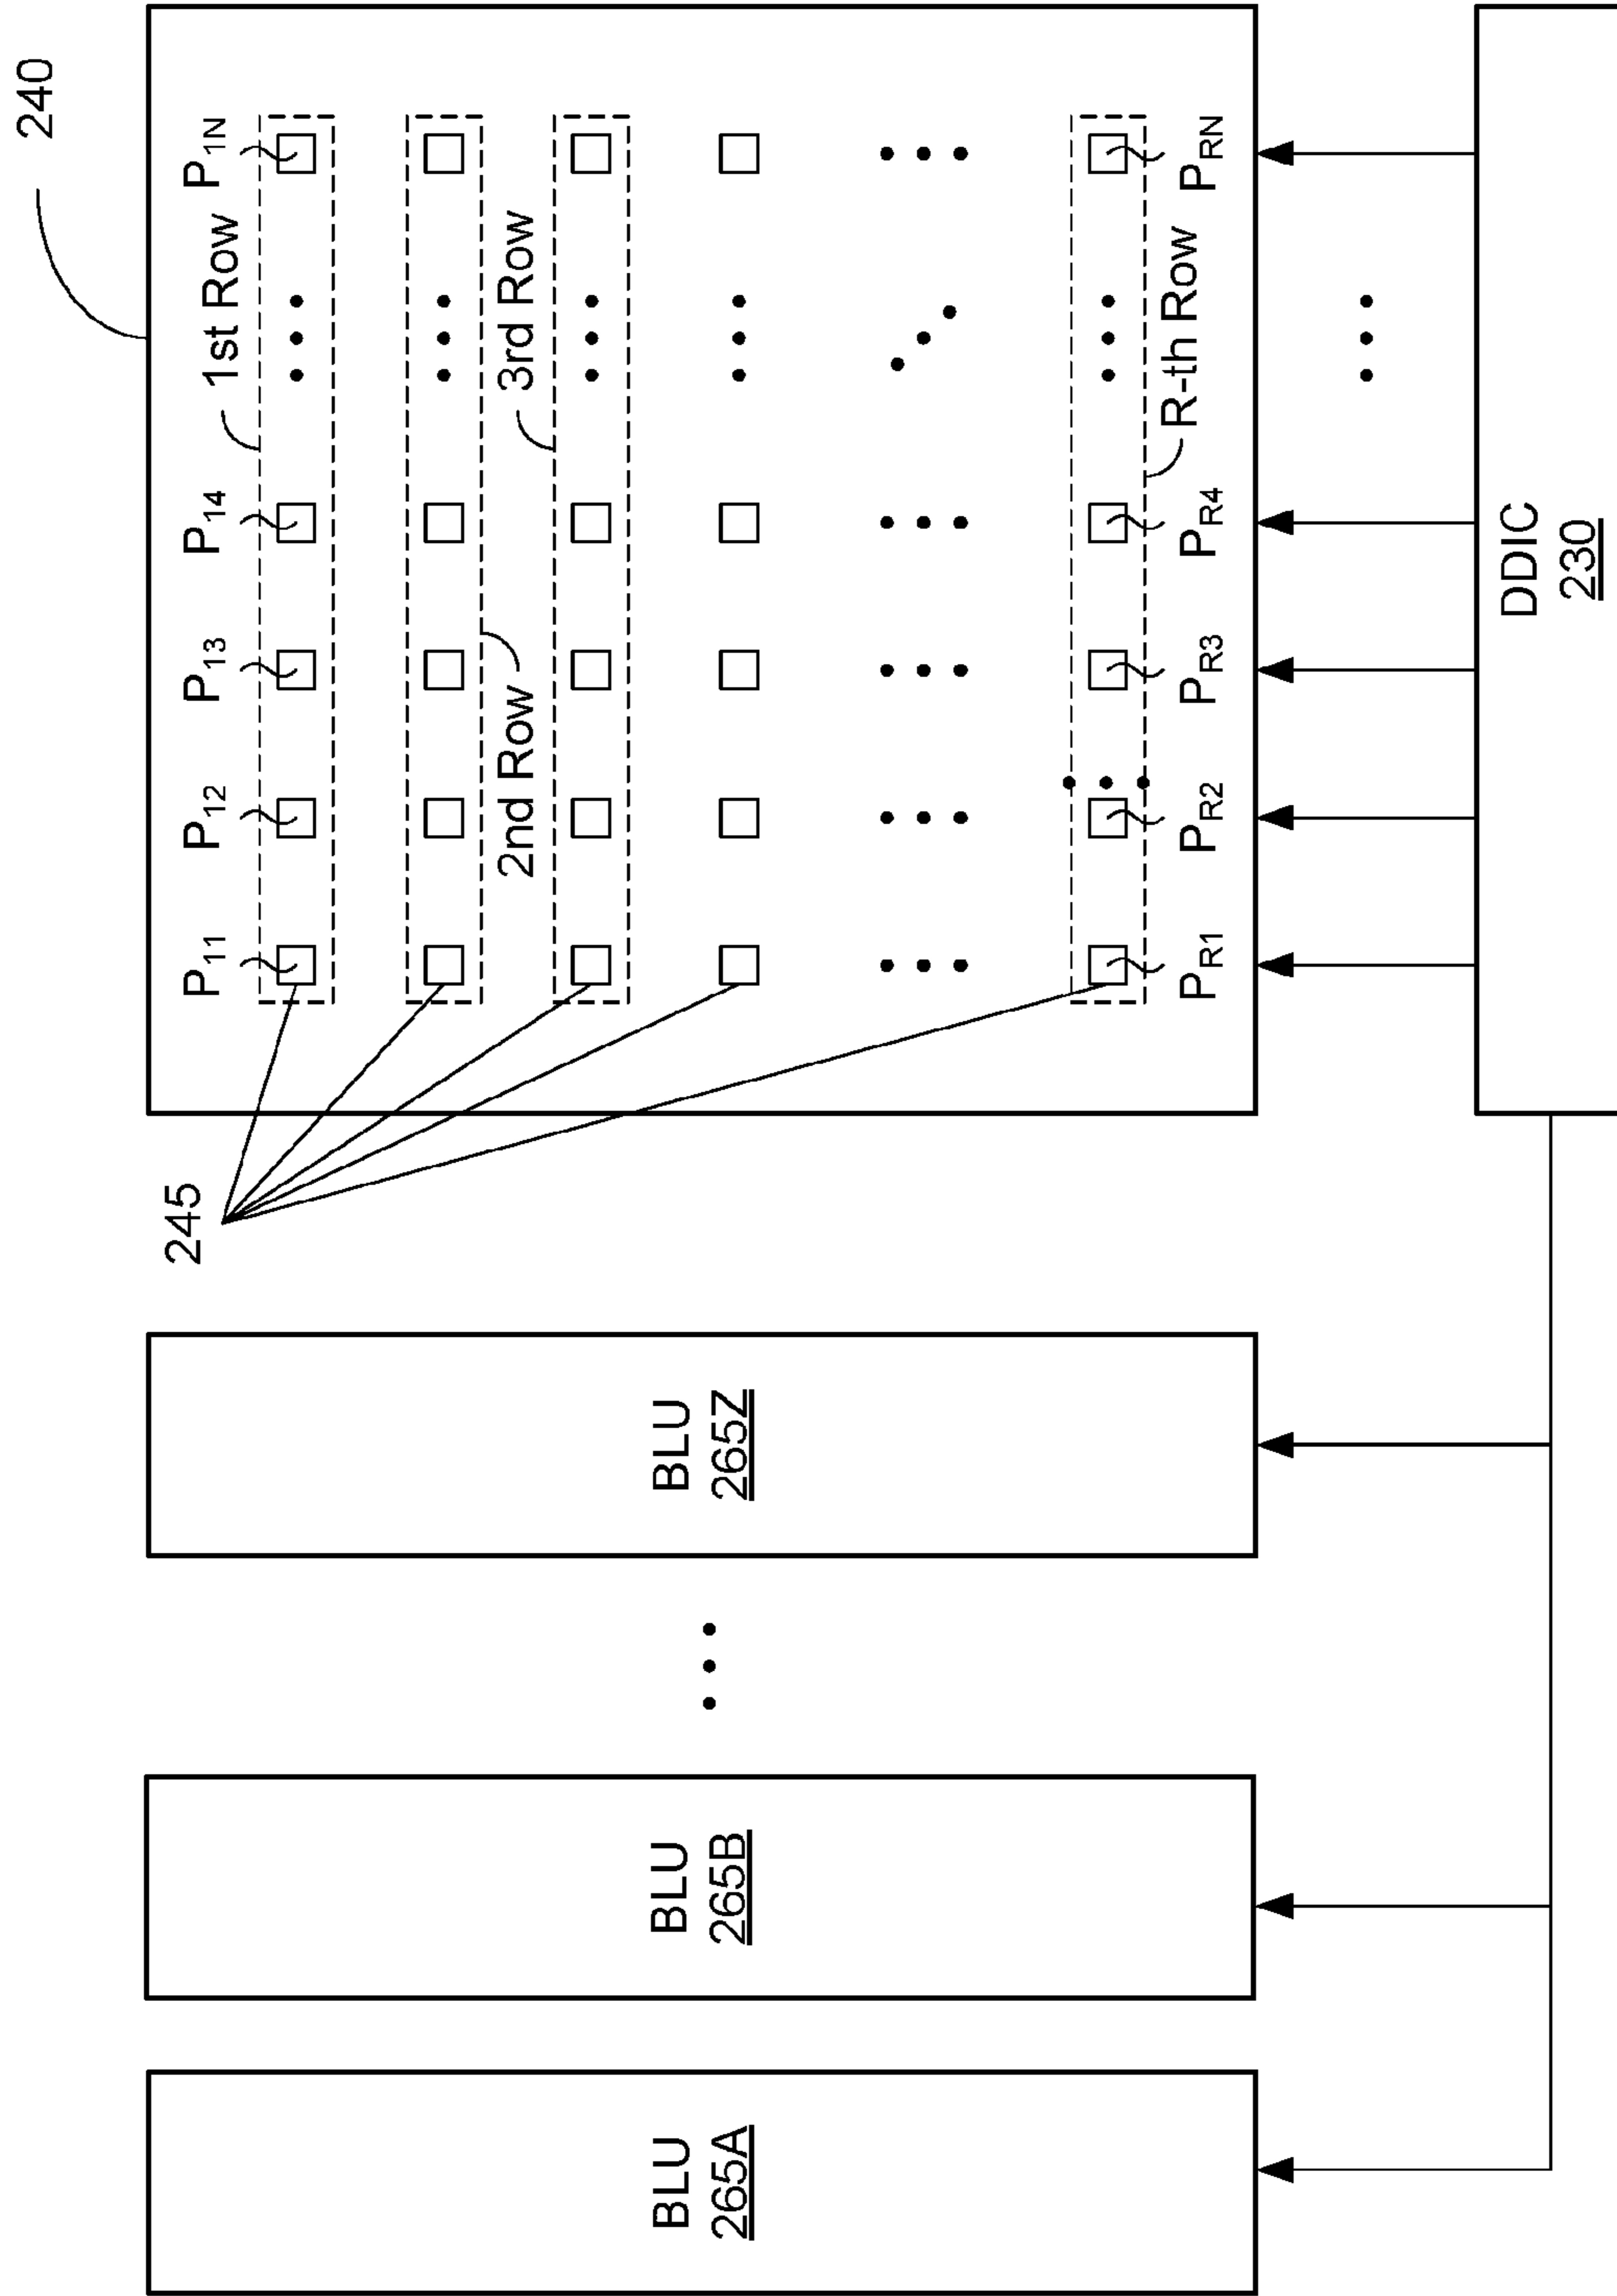 240
P11 P12 P13 P14 P1N
1st Row
2nd Row
3rd Row
R-th Row
PR1 PR2 PR3 PR4 PRN
245
BLU
265A
BLU
265B
BLU
265Z
DDIC
230